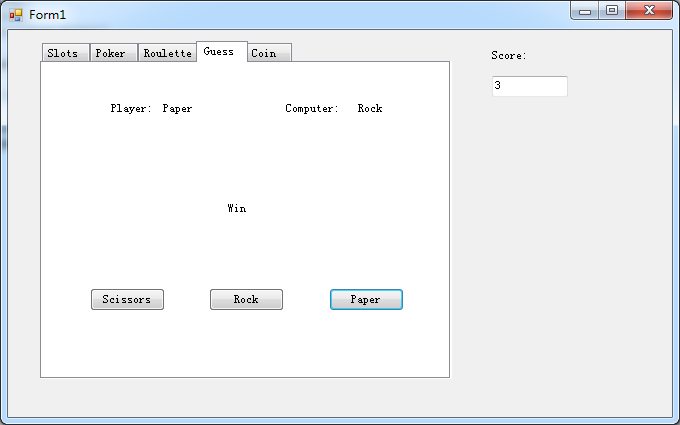 Form1
Slots Poker Roulette Guess Coin
Score:
3
Player: Paper Computer: Rock
Win
Scissors Rock Paper